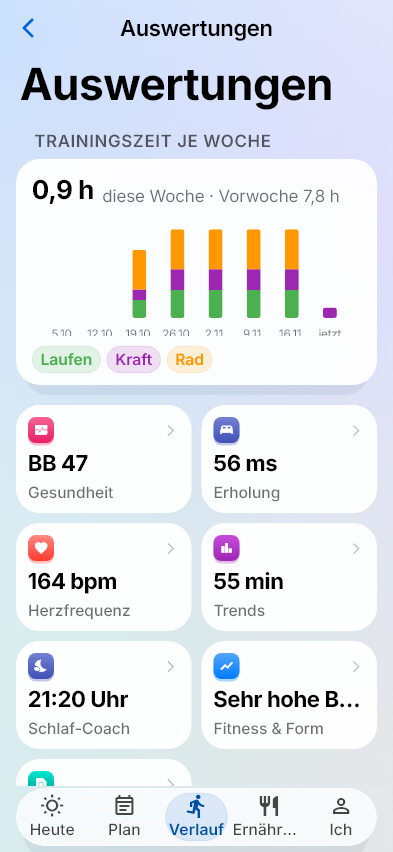 Auswertungen
Auswertungen
TRAININGSZEIT JE WOCHE
0,9 h diese Woche · Vorwoche 7,8 h
5.10 12.10 19.10 26.10 2.11 9.11 16.11 jetzt
Laufen Kraft Rad
BB 47
Gesundheit
56 ms
Erholung
164 bpm
Herzfrequenz
55 min
Trends
21:20 Uhr
Schlaf-Coach
Sehr hohe B...
Fitness & Form
Heute Plan Verlauf Ernähr... Ich